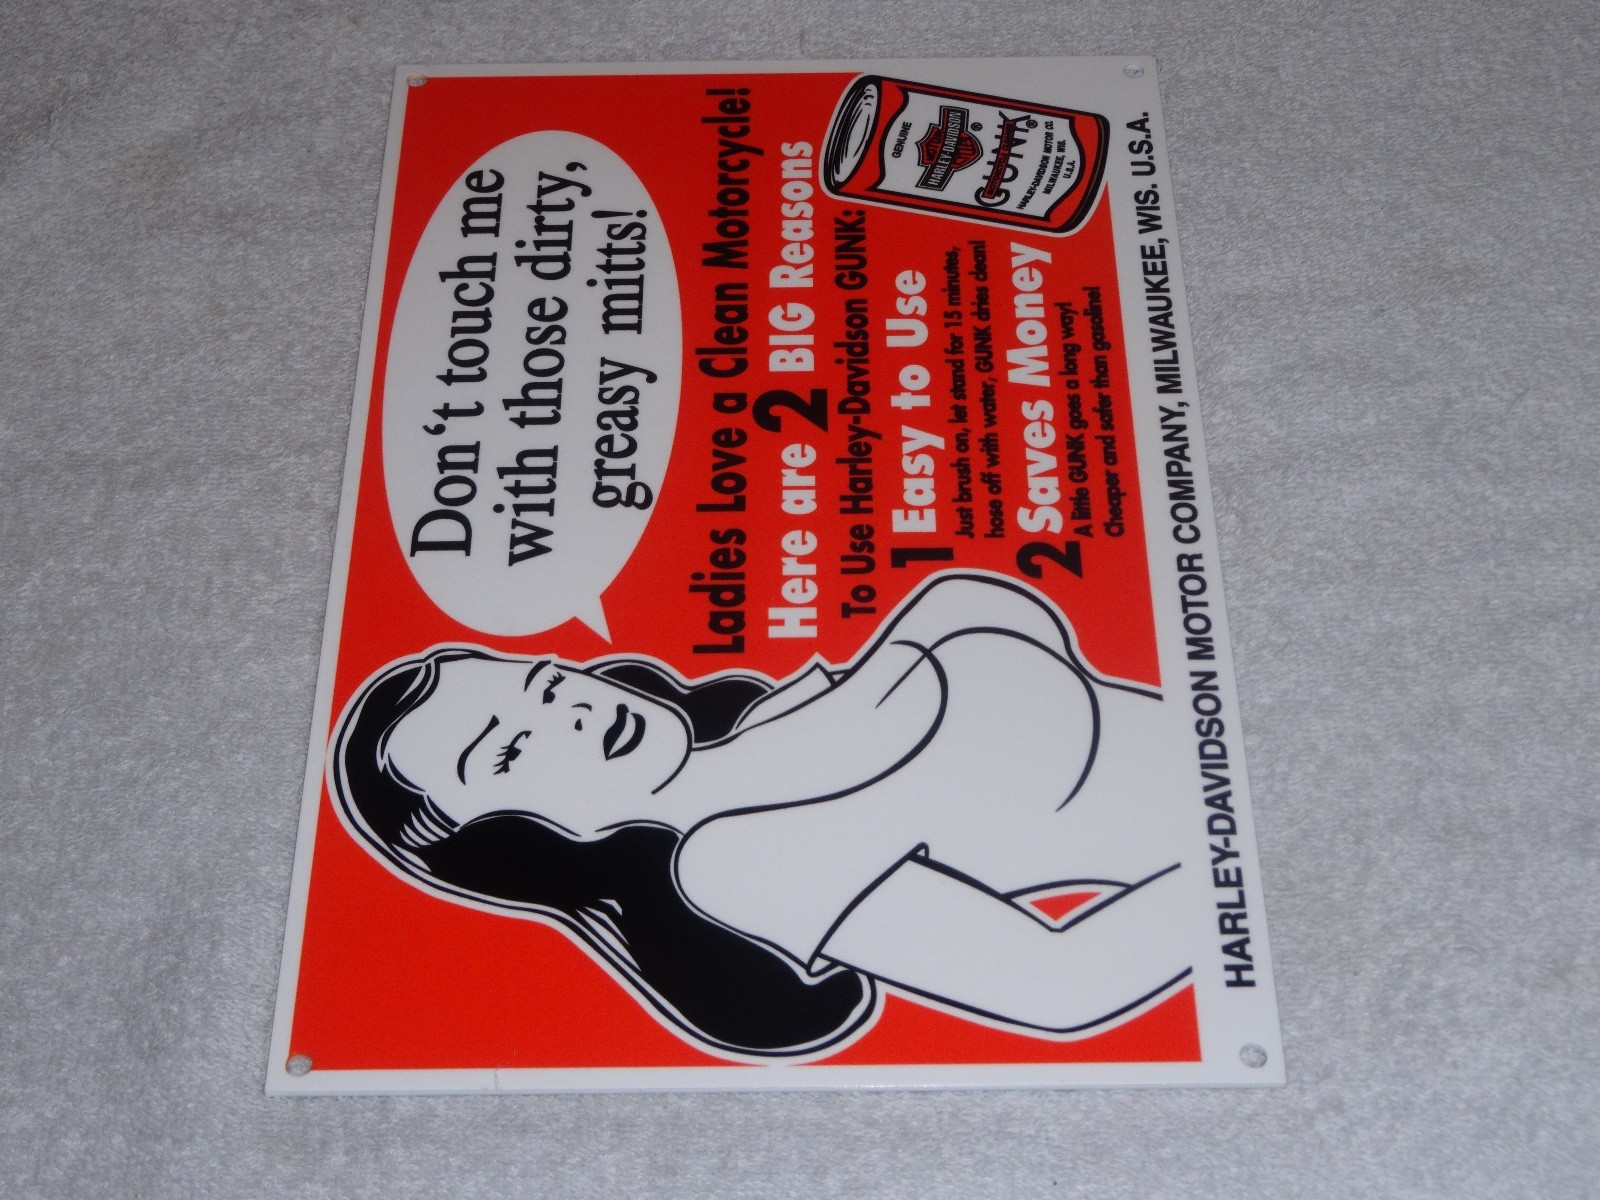 Don't touch me
with those dirty,
greasy mitts!
Ladies Love a Clean Motorcycle!
Here are 2 BIG Reasons
To Use Harley-Davidson GUNK:
1 Easy to Use
Just brush on, let stand for 15 minutes,
hose off with water, GUNK dries clean!
2 Saves Money
A little GUNK goes a long way!
Cheaper and safer than gasoline!
GENUINE
HARLEY-DAVIDSON
®
GUNK®
HARLEY-DAVIDSON MOTOR CO.
MILWAUKEE, WIS.
U.S.A.
HARLEY-DAVIDSON MOTOR COMPANY, MILWAUKEE, WIS. U.S.A.